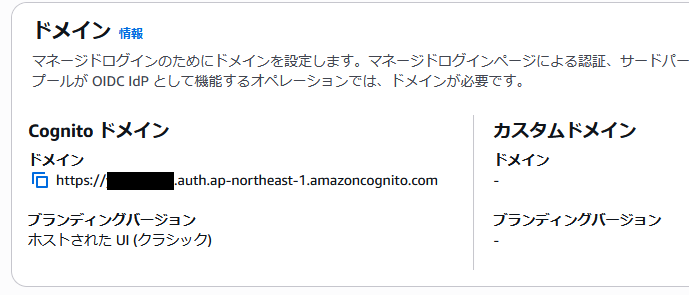 ドメイン 情報
マネージドログインのためにドメインを設定します。マネージドログインページによる認証、サードパー
プールが OIDC IdP として機能するオペレーションでは、ドメインが必要です。
Cognito ドメイン
ドメイン
https://.auth.ap-northeast-1.amazoncognito.com
ブランディングバージョン
ホストされた UI (クラシック)
カスタムドメイン
ドメイン
-
ブランディングバージョン
-